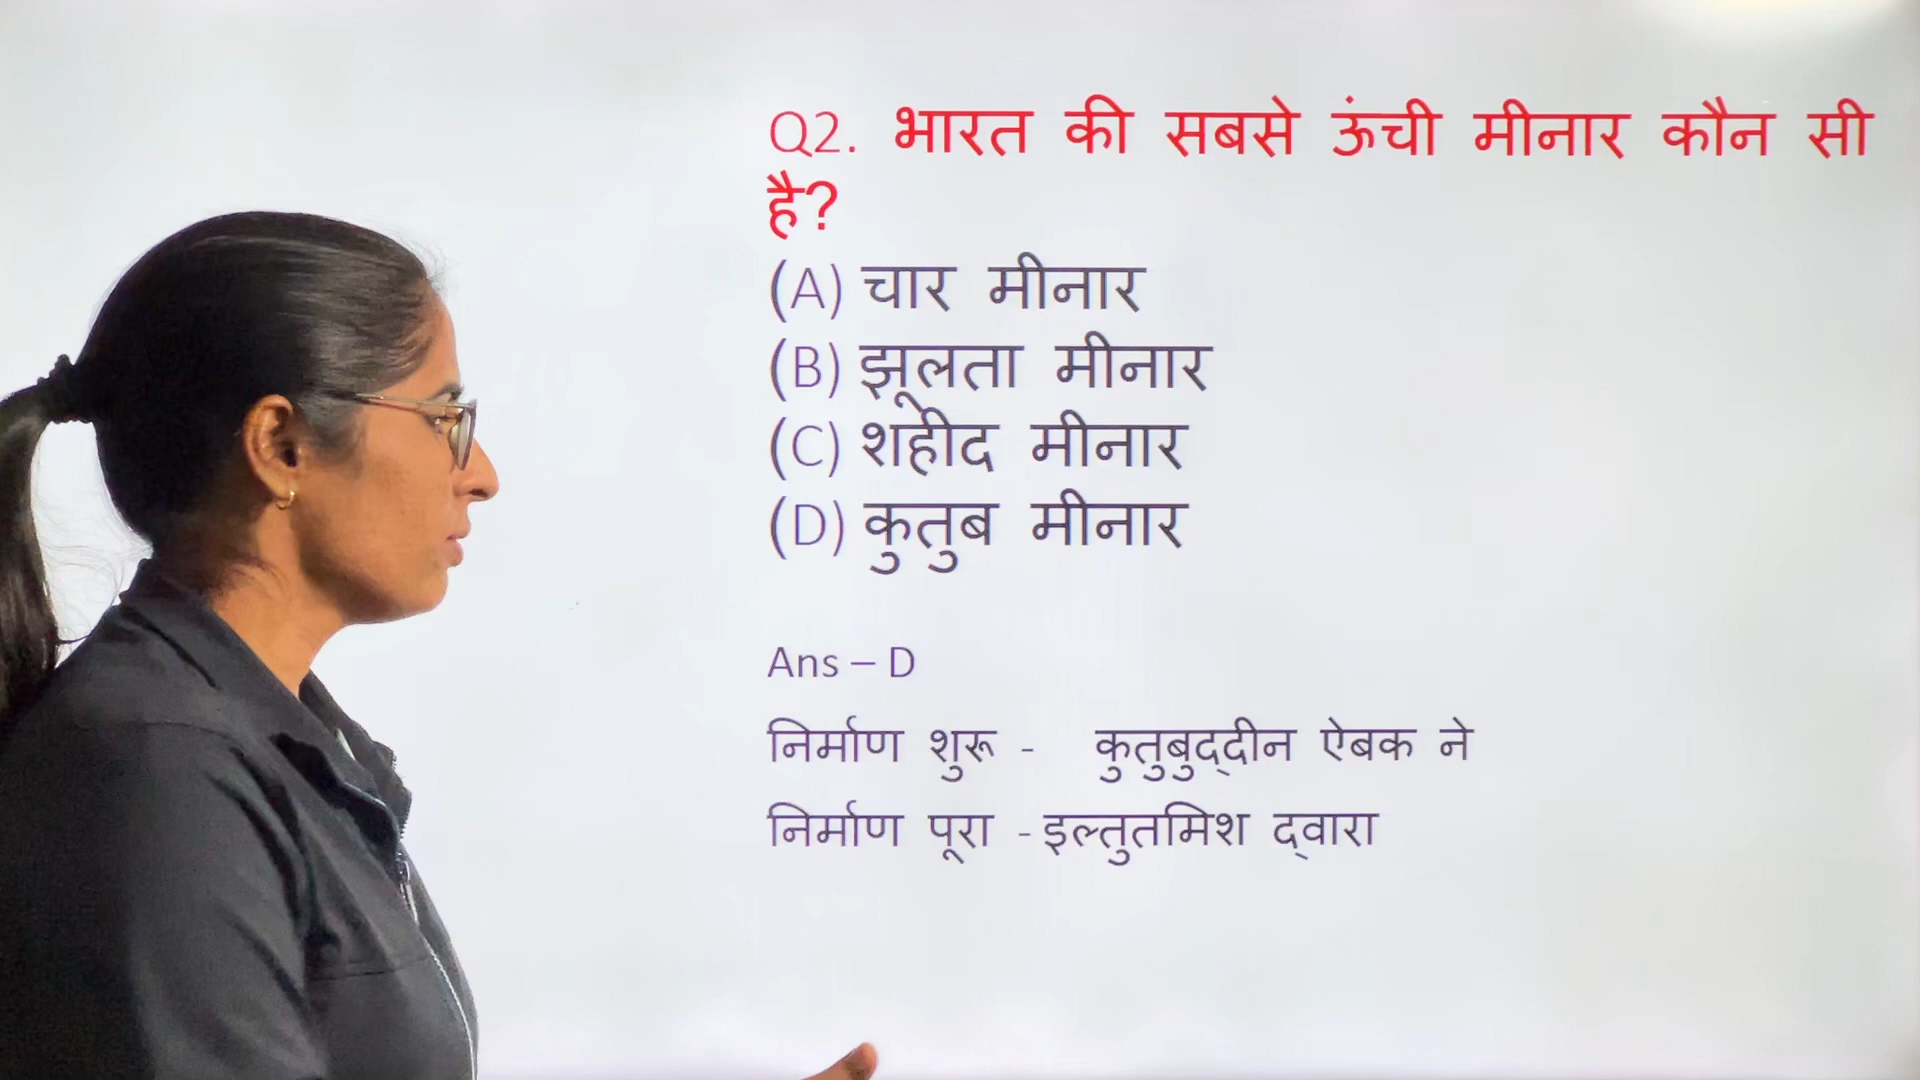 Q2. भारत की सबसे ऊंची मीनार कौन सी
है?
(A) चार मीनार
(B) झूलता मीनार
(C) शहीद मीनार
(D) कुतुब मीनार
Ans – D
निर्माण शुरू - कुतुबुद्दीन ऐबक ने
निर्माण पूरा - इल्तुतमिश द्वारा